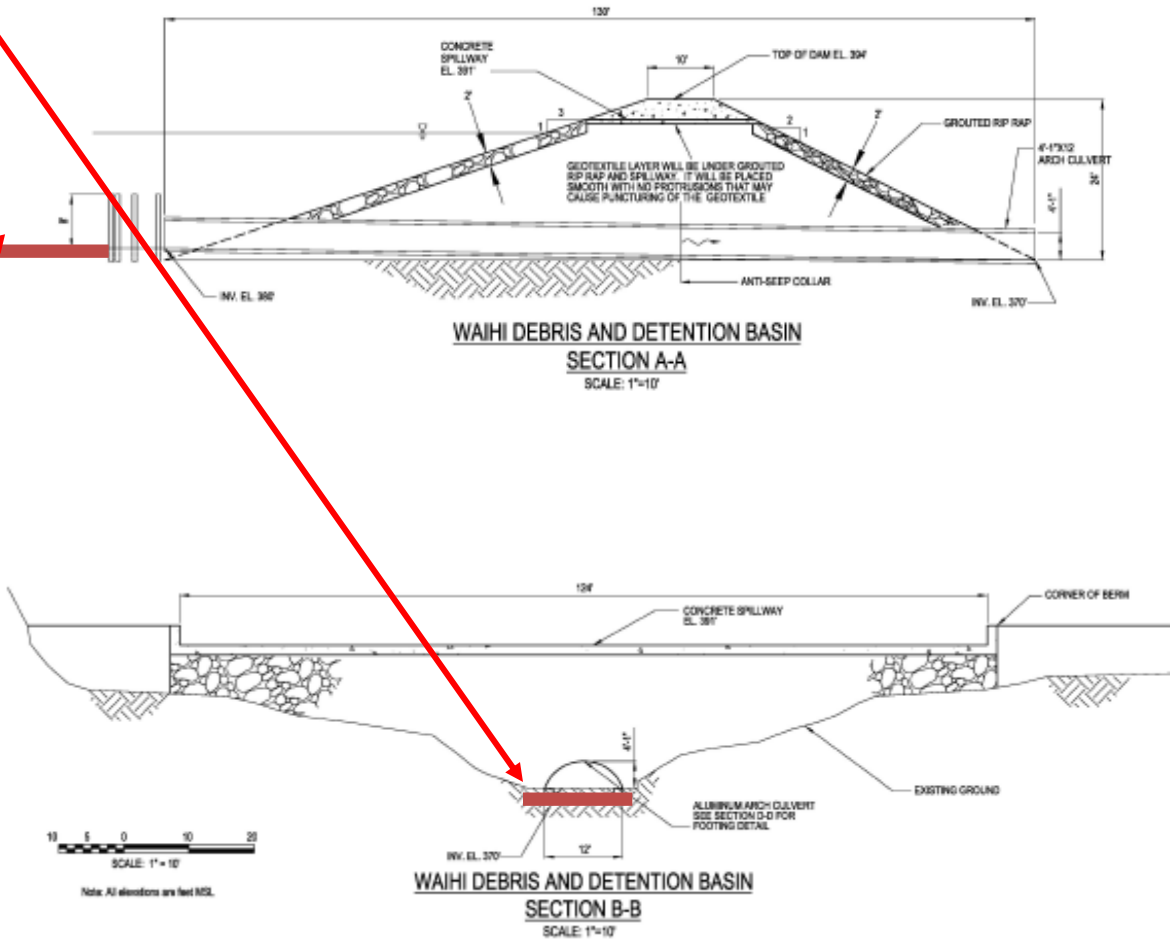 130'
CONCRETE
SPILLWAY
EL. 391'
10'
TOP OF DAM EL. 394'
2'
3
1
2
1
2'
GROUTED RIP RAP
4'-1"X12
ARCH CULVERT
GEOTEXTILE LAYER WILL BE UNDER GROUTED
RIP RAP AND SPILLWAY. IT WILL BE PLACED
SMOOTH WITH NO PROTRUSIONS THAT MAY
CAUSE PUNCTURING OF THE GEOTEXTILE
4'-1"
24'
ANTI-SEEP COLLAR
INV. EL. 370'
WAIHI DEBRIS AND DETENTION BASIN
SECTION A-A
SCALE: 1"=10'
124'
CONCRETE SPILLWAY
EL. 391'
CORNER OF BERM
4'-1"
EXISTING GROUND
ALUMINUM ARCH CULVERT
SEE SECTION D-D FOR
FOOTING DETAIL
INV. EL. 370'
12'
10 5 0 10 20
SCALE: 1" = 10'
Note: All elevations are feet MSL.
WAIHI DEBRIS AND DETENTION BASIN
SECTION B-B
SCALE: 1"=10'